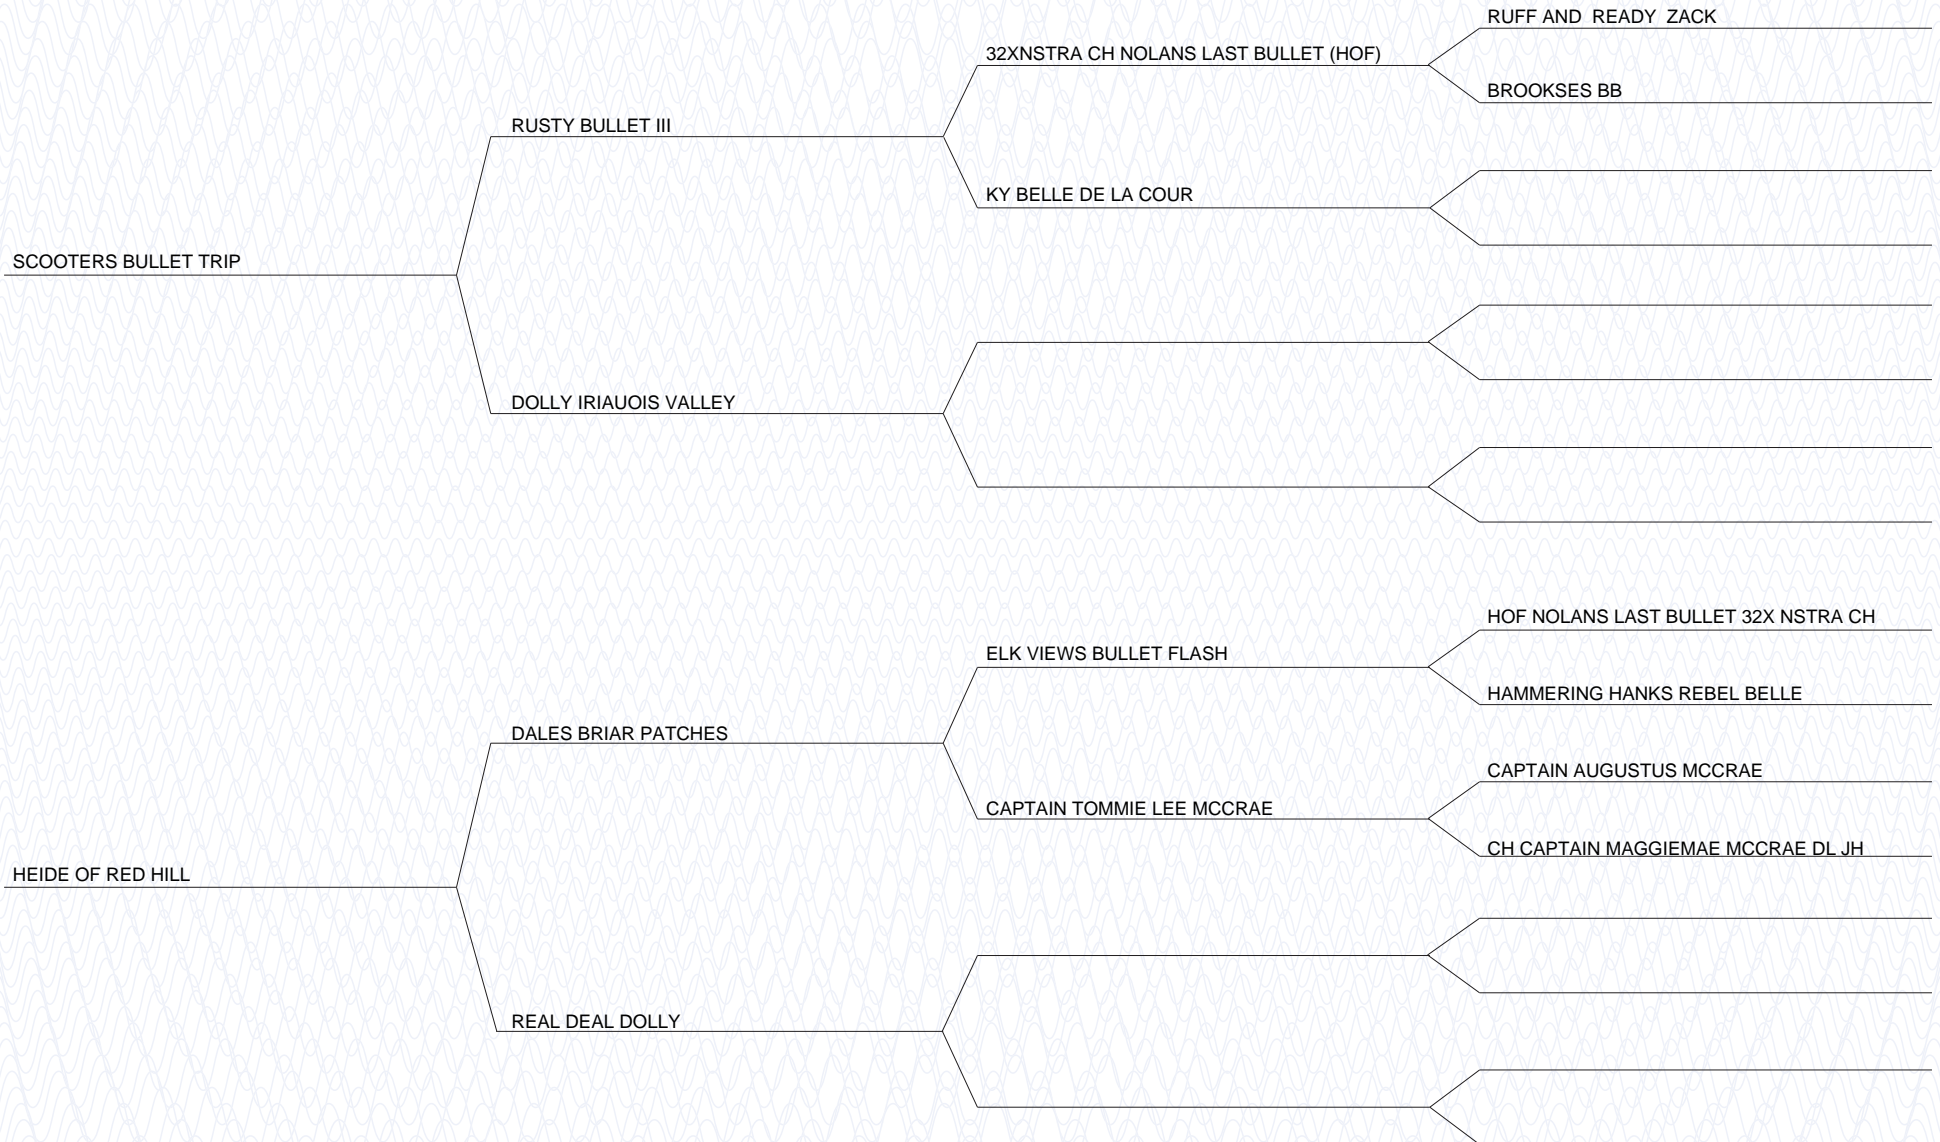 RUFF AND  READY  ZACK
32XNSTRA CH NOLANS LAST BULLET (HOF)
BROOKSES BB
RUSTY BULLET III
KY BELLE DE LA COUR
SCOOTERS BULLET TRIP
DOLLY IRIAUOIS VALLEY
HOF NOLANS LAST BULLET 32X NSTRA CH
ELK VIEWS BULLET FLASH
HAMMERING HANKS REBEL BELLE
DALES BRIAR PATCHES
CAPTAIN AUGUSTUS MCCRAE
CAPTAIN TOMMIE LEE MCCRAE
CH CAPTAIN MAGGIEMAE MCCRAE DL JH
HEIDE OF RED HILL
REAL DEAL DOLLY